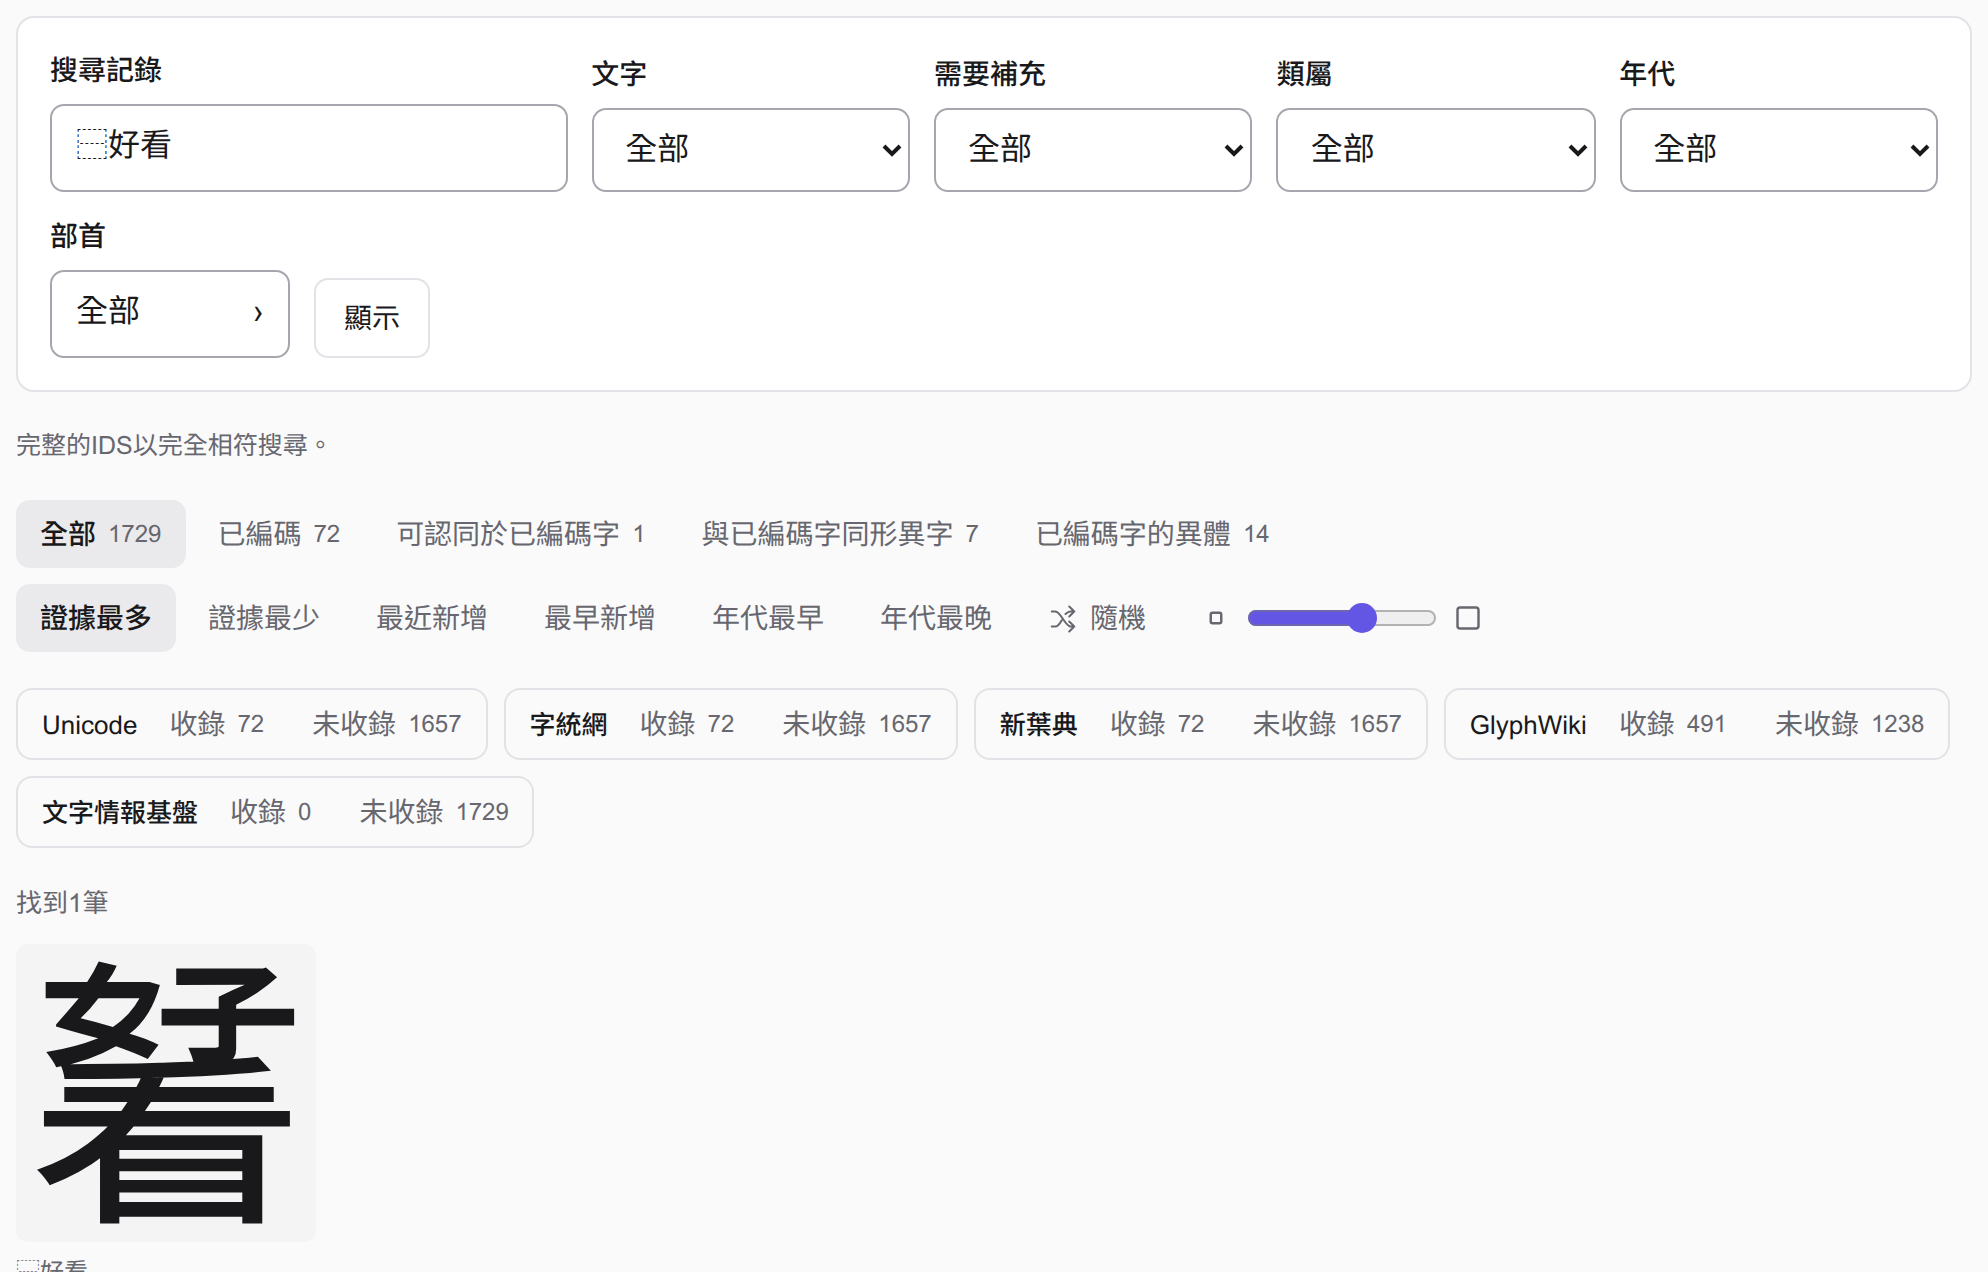 搜尋記錄 文字 需要補充 類屬 年代
⿱好看 全部 全部 全部 全部
部首
全部 › 顯示
完整的IDS以完全相符搜尋。
全部 1729 已編碼 72 可認同於已編碼字 1 與已編碼字同形異字 7 已編碼字的異體 14
證據最多 證據最少 最近新增 最早新增 年代最早 年代最晚 隨機
Unicode 收錄 72 未收錄 1657 字統網 收錄 72 未收錄 1657 新葉典 收錄 72 未收錄 1657 GlyphWiki 收錄 491 未收錄 1238
文字情報基盤 收錄 0 未收錄 1729
找到1筆
⿱好看
⿱好看